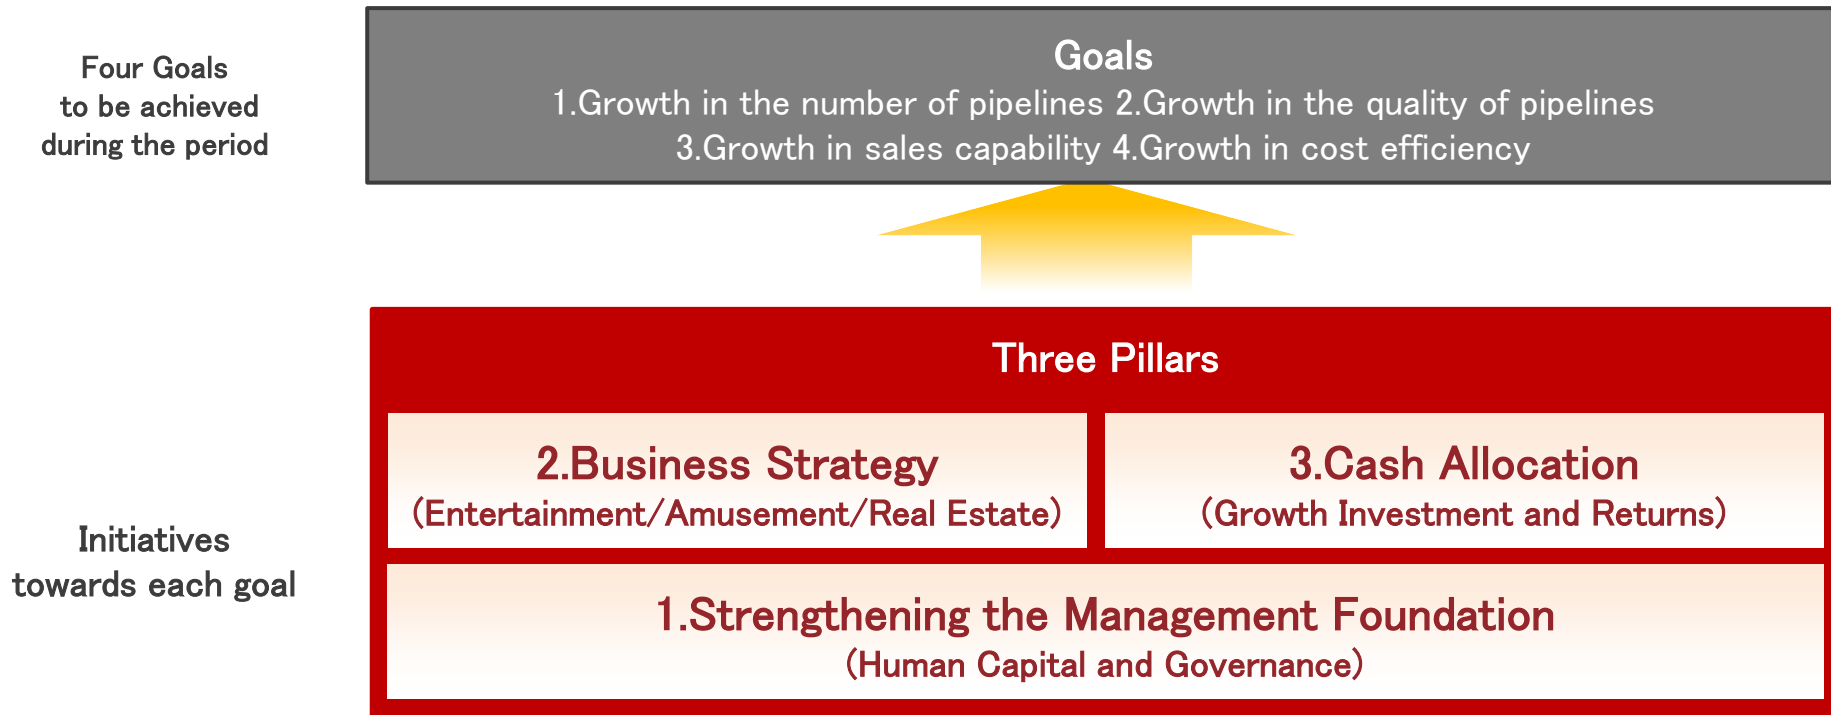 Four Goals
to be achieved
during the period
Goals
1.Growth in the number of pipelines 2.Growth in the quality of pipelines
3.Growth in sales capability 4.Growth in cost efficiency
Three Pillars
2.Business Strategy
(Entertainment/Amusement/Real Estate)
3.Cash Allocation
(Growth Investment and Returns)
Initiatives
towards each goal
1.Strengthening the Management Foundation
(Human Capital and Governance)